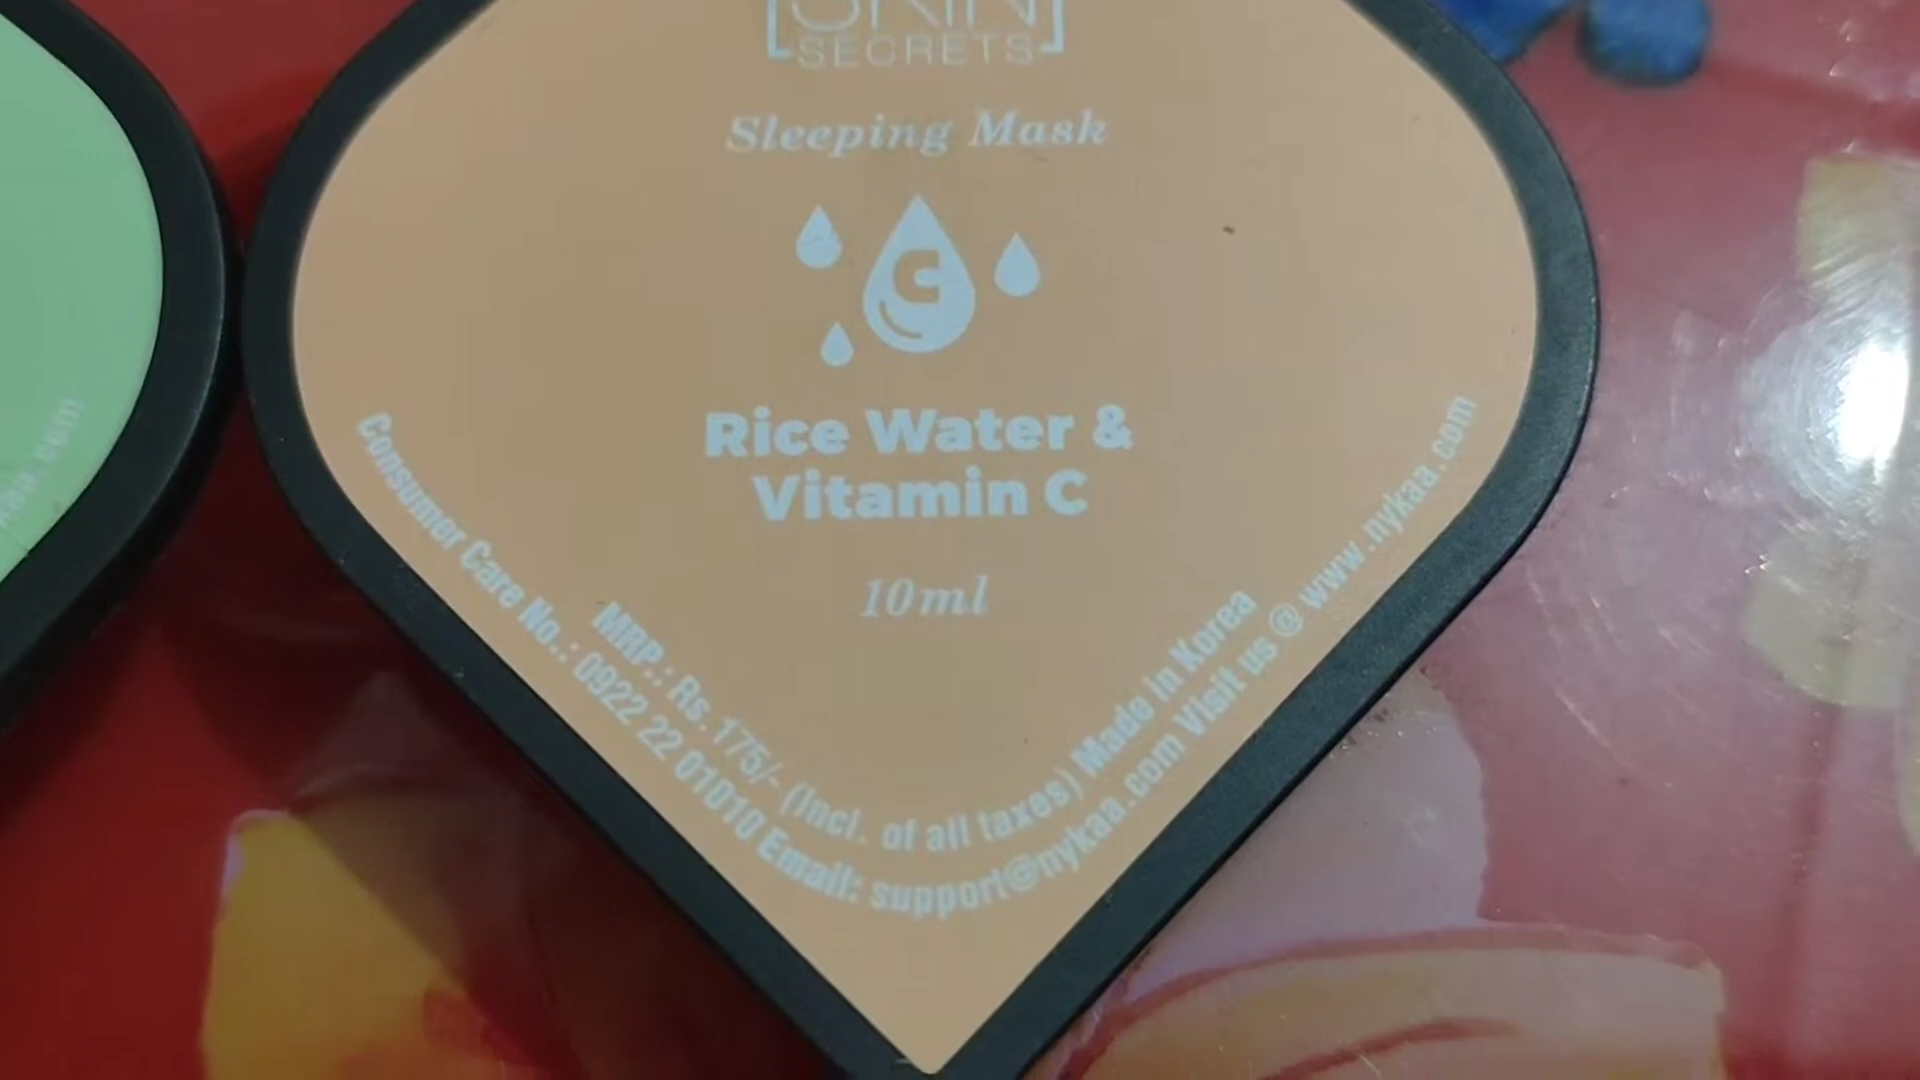 SKIN
SECRETS
Sleeping Mask
C
Rice Water &
Vitamin C
10ml
MRP.: Rs. 175/- (Incl. of all taxes) Made in Korea
Consumer Care No.: 0922 22 01010 Email: support@nykaa.com Visit us @ www.nykaa.com